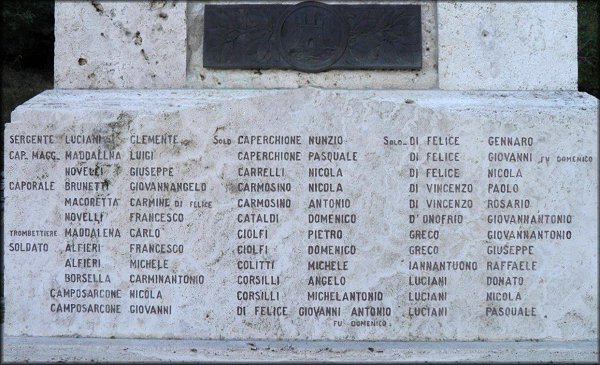 SERGENTE LUCIANI CLEMENTE
CAP. MAGG. MADDALENA LUIGI
NOVELLI GIUSEPPE
CAPORALE BRUNETTI GIOVANNANGELO
MACORETTA CARMINE DI FELICE
NOVELLI FRANCESCO
TROMBETTIERE MADDALENA CARLO
SOLDATO ALFIERI FRANCESCO
ALFIERI MICHELE
BORSELLA CARMINANTONIO
CAMPOSARCONE NICOLA
CAMPOSARCONE GIOVANNI
SOLD. CAPERCHIONE NUNZIO
CAPERCHIONE PASQUALE
CARRELLI NICOLA
CARMOSINO NICOLA
CARMOSINO ANTONIO
CATALDI DOMENICO
CIOLFI PIETRO
CIOLFI DOMENICO
COLITTI MICHELE
CORSILLI ANGELO
CORSILLI MICHELANTONIO
DI FELICE GIOVANNI ANTONIO
FU DOMENICO
SOLD. DI FELICE GENNARO
DI FELICE GIOVANNI FU DOMENICO
DI FELICE NICOLA
DI VINCENZO PAOLO
DI VINCENZO ROSARIO
D'ONOFRIO GIOVANNANTONIO
GRECO GIOVANNANTONIO
GRECO GIUSEPPE
IANNANTUONO RAFFAELE
LUCIANI DONATO
LUCIANI NICOLA
LUCIANI PASQUALE